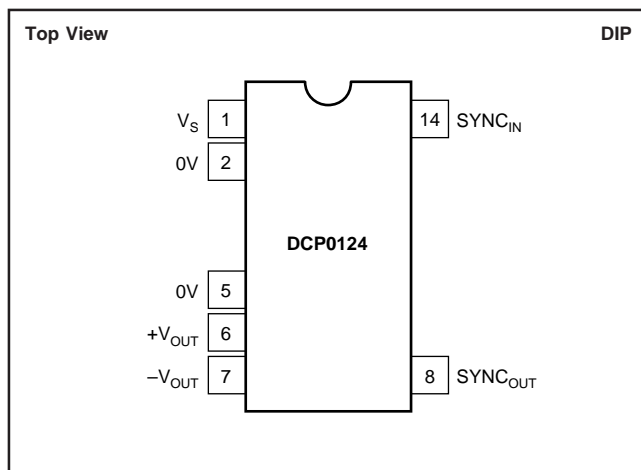 Top View DIP
V_S 1 14 SYNC_IN
0V 2
DCP0124
0V 5
+V_OUT 6
–V_OUT 7 8 SYNC_OUT